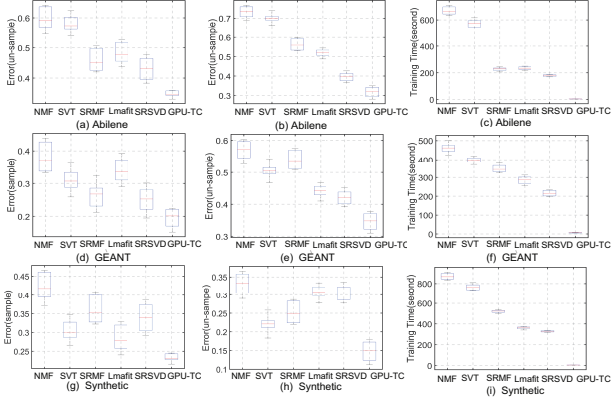 Error(un-sample)
0.6
0.5
0.4
NMF SVT SRMF Lmafit SRSVD GPU-TC
(a) Abilene
Error(un-sample)
0.7
0.6
0.5
0.4
0.3
NMF SVT SRMF Lmafit SRSVD GPU-TC
(b) Abilene
Training Time(second)
600
400
200
0
NMF SVT SRMF Lmafit SRSVD GPU-TC
(c) Abilene
Error(sample)
0.4
0.3
0.2
NMF SVT SRMF Lmafit SRSVD GPU-TC
(d) GEANT
Error(un-sample)
0.6
0.5
0.4
0.3
NMF SVT SRMF Lmafit SRSVD GPU-TC
(e) GEANT
Training Time(second)
500
400
300
200
100
0
NMF SVT SRMF Lmafit SRSVD GPU-TC
(f) GEANT
Error(sample)
0.45
0.4
0.35
0.3
0.25
NMF SVT SRMF Lmafit SRSVD GPU-TC
(g) Synthetic
Error(un-sample)
0.35
0.3
0.25
0.2
0.15
0.1
NMF SVT SRMF Lmafit SRSVD GPU-TC
(h) Synthetic
Training Time(second)
800
600
400
200
0
NMF SVT SRMF Lmafit SRSVD GPU-TC
(i) Synthetic